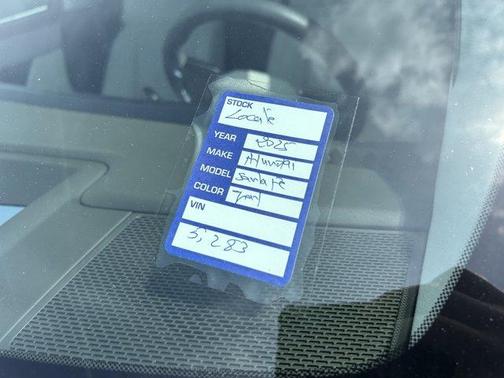 STOCK
Locate
YEAR 2025
MAKE Hyundai
MODEL Santa Fe
COLOR
VIN
5,283